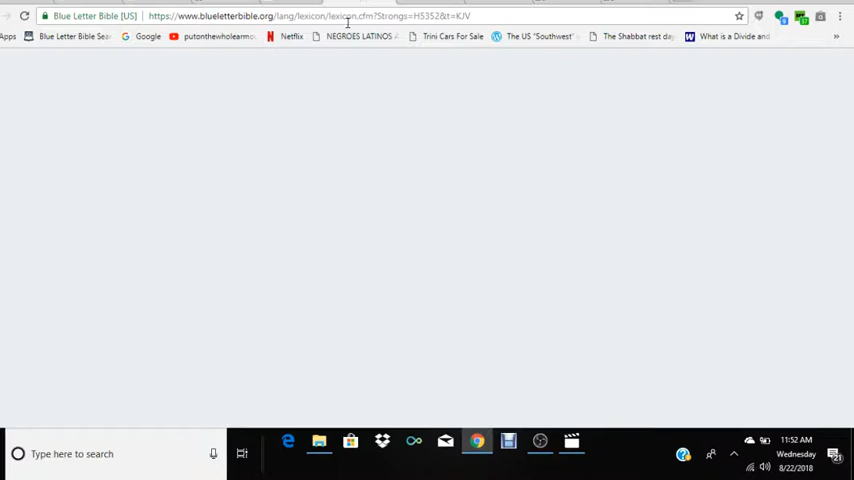 Blue Letter Bible [US] https://www.blueletterbible.org/lang/lexicon/lexicon.cfm?Strongs=H5352&t=KJV
Apps Blue Letter Bible Sear Google putonthewholearmo Netflix NEGROES LATINOS A Trini Cars For Sale The US "Southwest" The Shabbat rest day What is a Divide and »
Type here to search
11:52 AM
Wednesday
8/22/2018
21